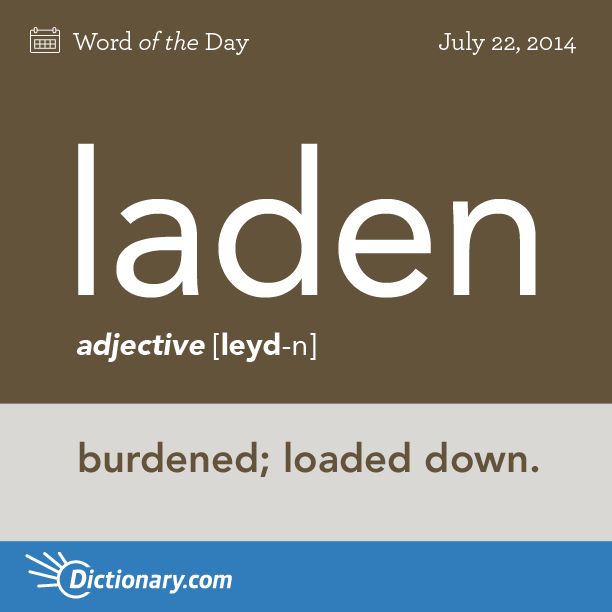 Word of the Day
July 22, 2014
laden
adjective [leyd-n]
burdened; loaded down.
Dictionary.com